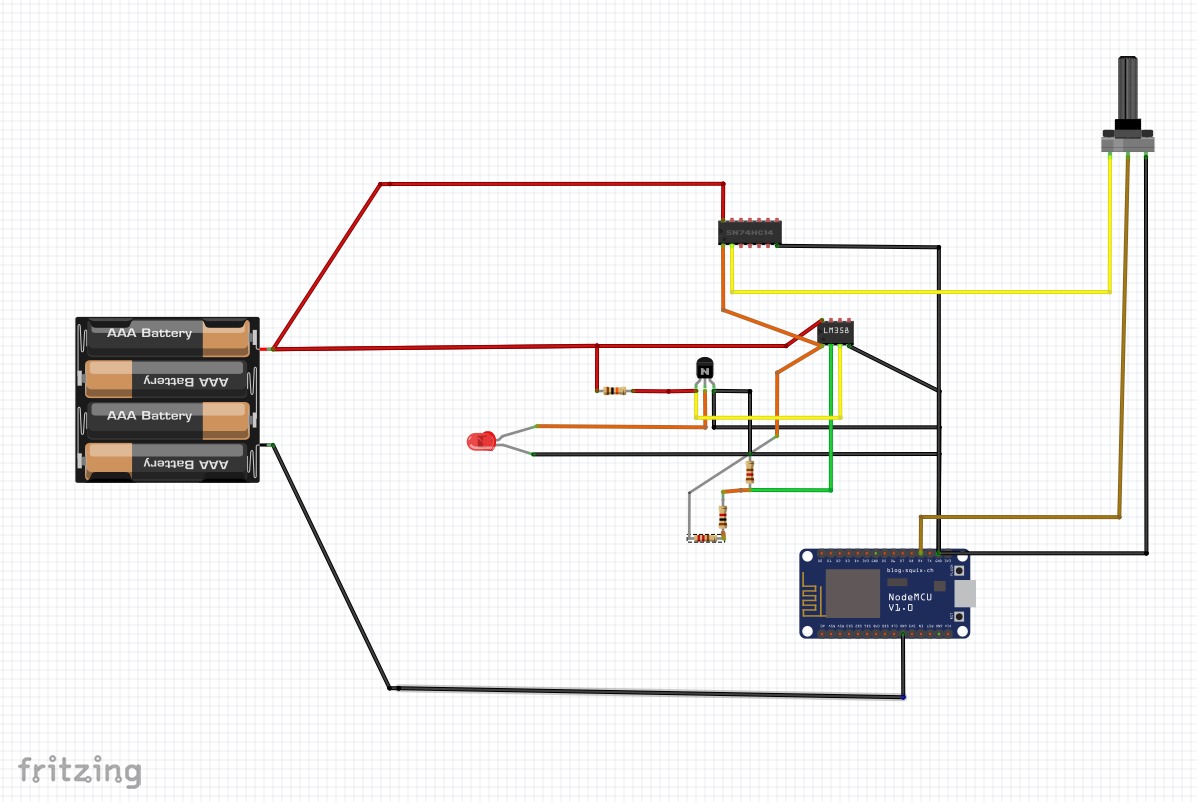 SN74HC14
AAA Battery
LM358
AAA Battery
N
AAA Battery
AAA Battery
blog.squix.ch
NodeMCU
V1.0
fritzing